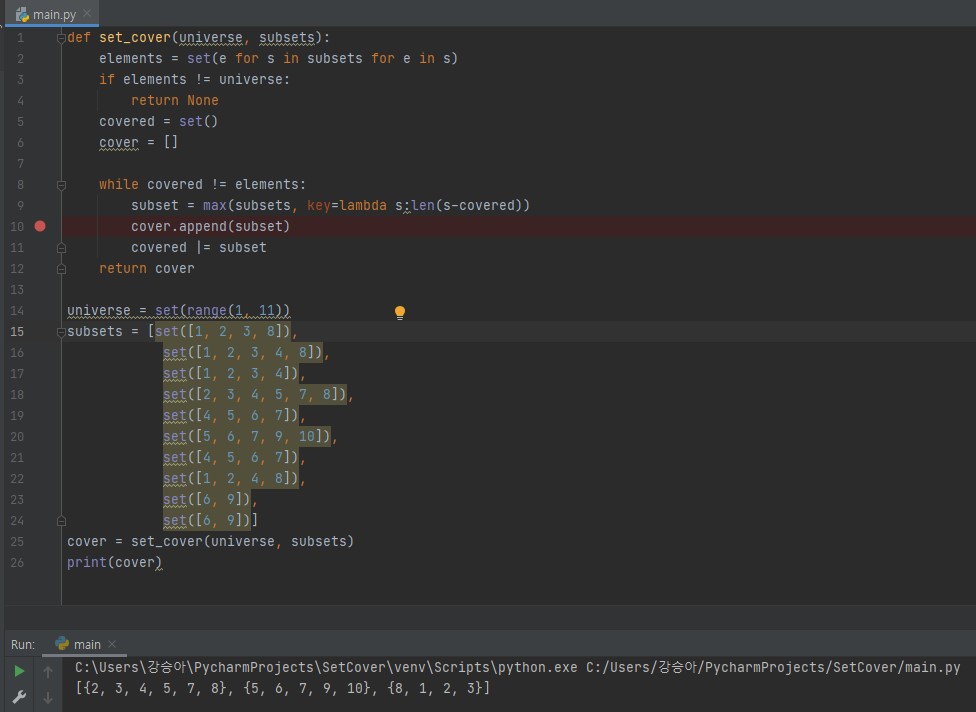 main.py
1 def set_cover(universe, subsets):
2 elements = set(e for s in subsets for e in s)
3 if elements != universe:
4 return None
5 covered = set()
6 cover = []
7
8 while covered != elements:
9 subset = max(subsets, key=lambda s:len(s-covered))
10 cover.append(subset)
11 covered |= subset
12 return cover
13
14 universe = set(range(1, 11))
15 subsets = [set([1, 2, 3, 8]),
16 set([1, 2, 3, 4, 8]),
17 set([1, 2, 3, 4]),
18 set([2, 3, 4, 5, 7, 8]),
19 set([4, 5, 6, 7]),
20 set([5, 6, 7, 9, 10]),
21 set([4, 5, 6, 7]),
22 set([1, 2, 4, 8]),
23 set([6, 9]),
24 set([6, 9])]
25 cover = set_cover(universe, subsets)
26 print(cover)
Run: main
C:\Users\강승아\PycharmProjects\SetCover\venv\Scripts\python.exe C:/Users/강승아/PycharmProjects/SetCover/main.py
[{2, 3, 4, 5, 7, 8}, {5, 6, 7, 9, 10}, {8, 1, 2, 3}]